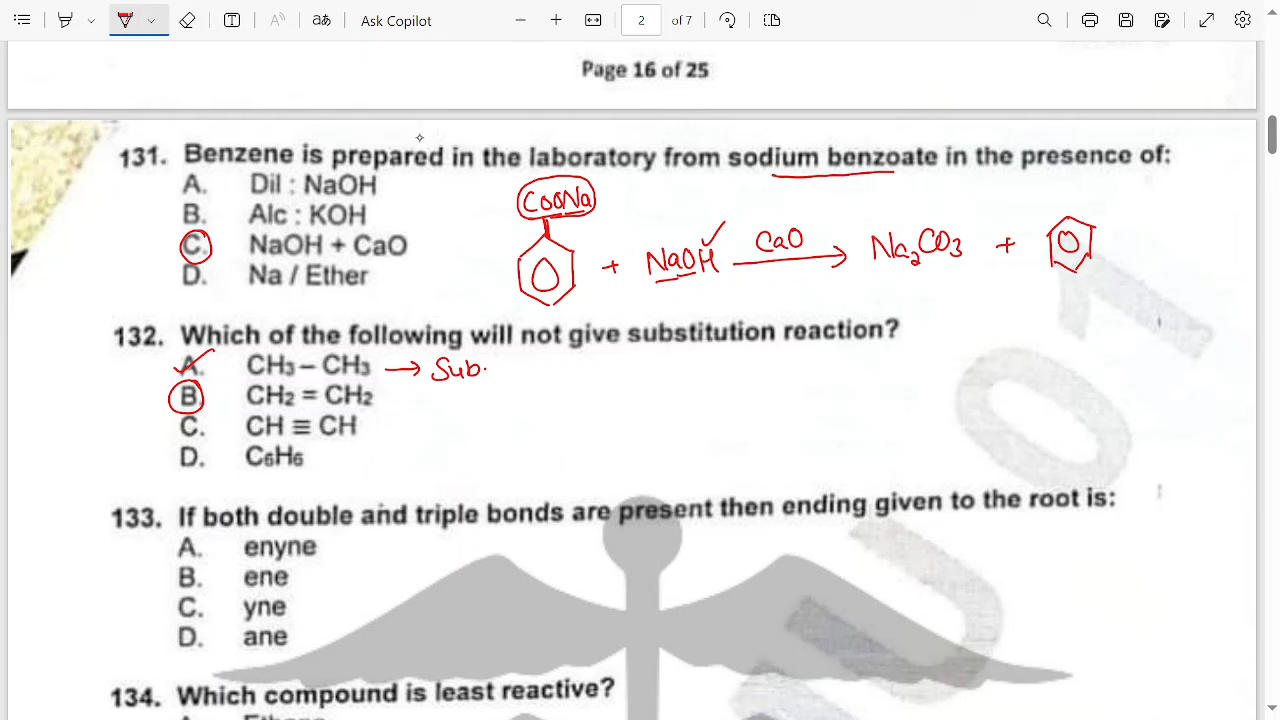 Ask Copilot
2 of 7
Page 16 of 25
131. Benzene is prepared in the laboratory from sodium benzoate in the presence of:
A. Dil : NaOH
B. Alc : KOH
C. NaOH + CaO
D. Na / Ether
COONa
+ NaOH CaO → Na₂CO₃ +
132. Which of the following will not give substitution reaction?
A. CH₃ – CH₃ → Sub.
B. CH₂ = CH₂
C. CH ≡ CH
D. C₆H₆
133. If both double and triple bonds are present then ending given to the root is:
A. enyne
B. ene
C. yne
D. ane
134. Which compound is least reactive?